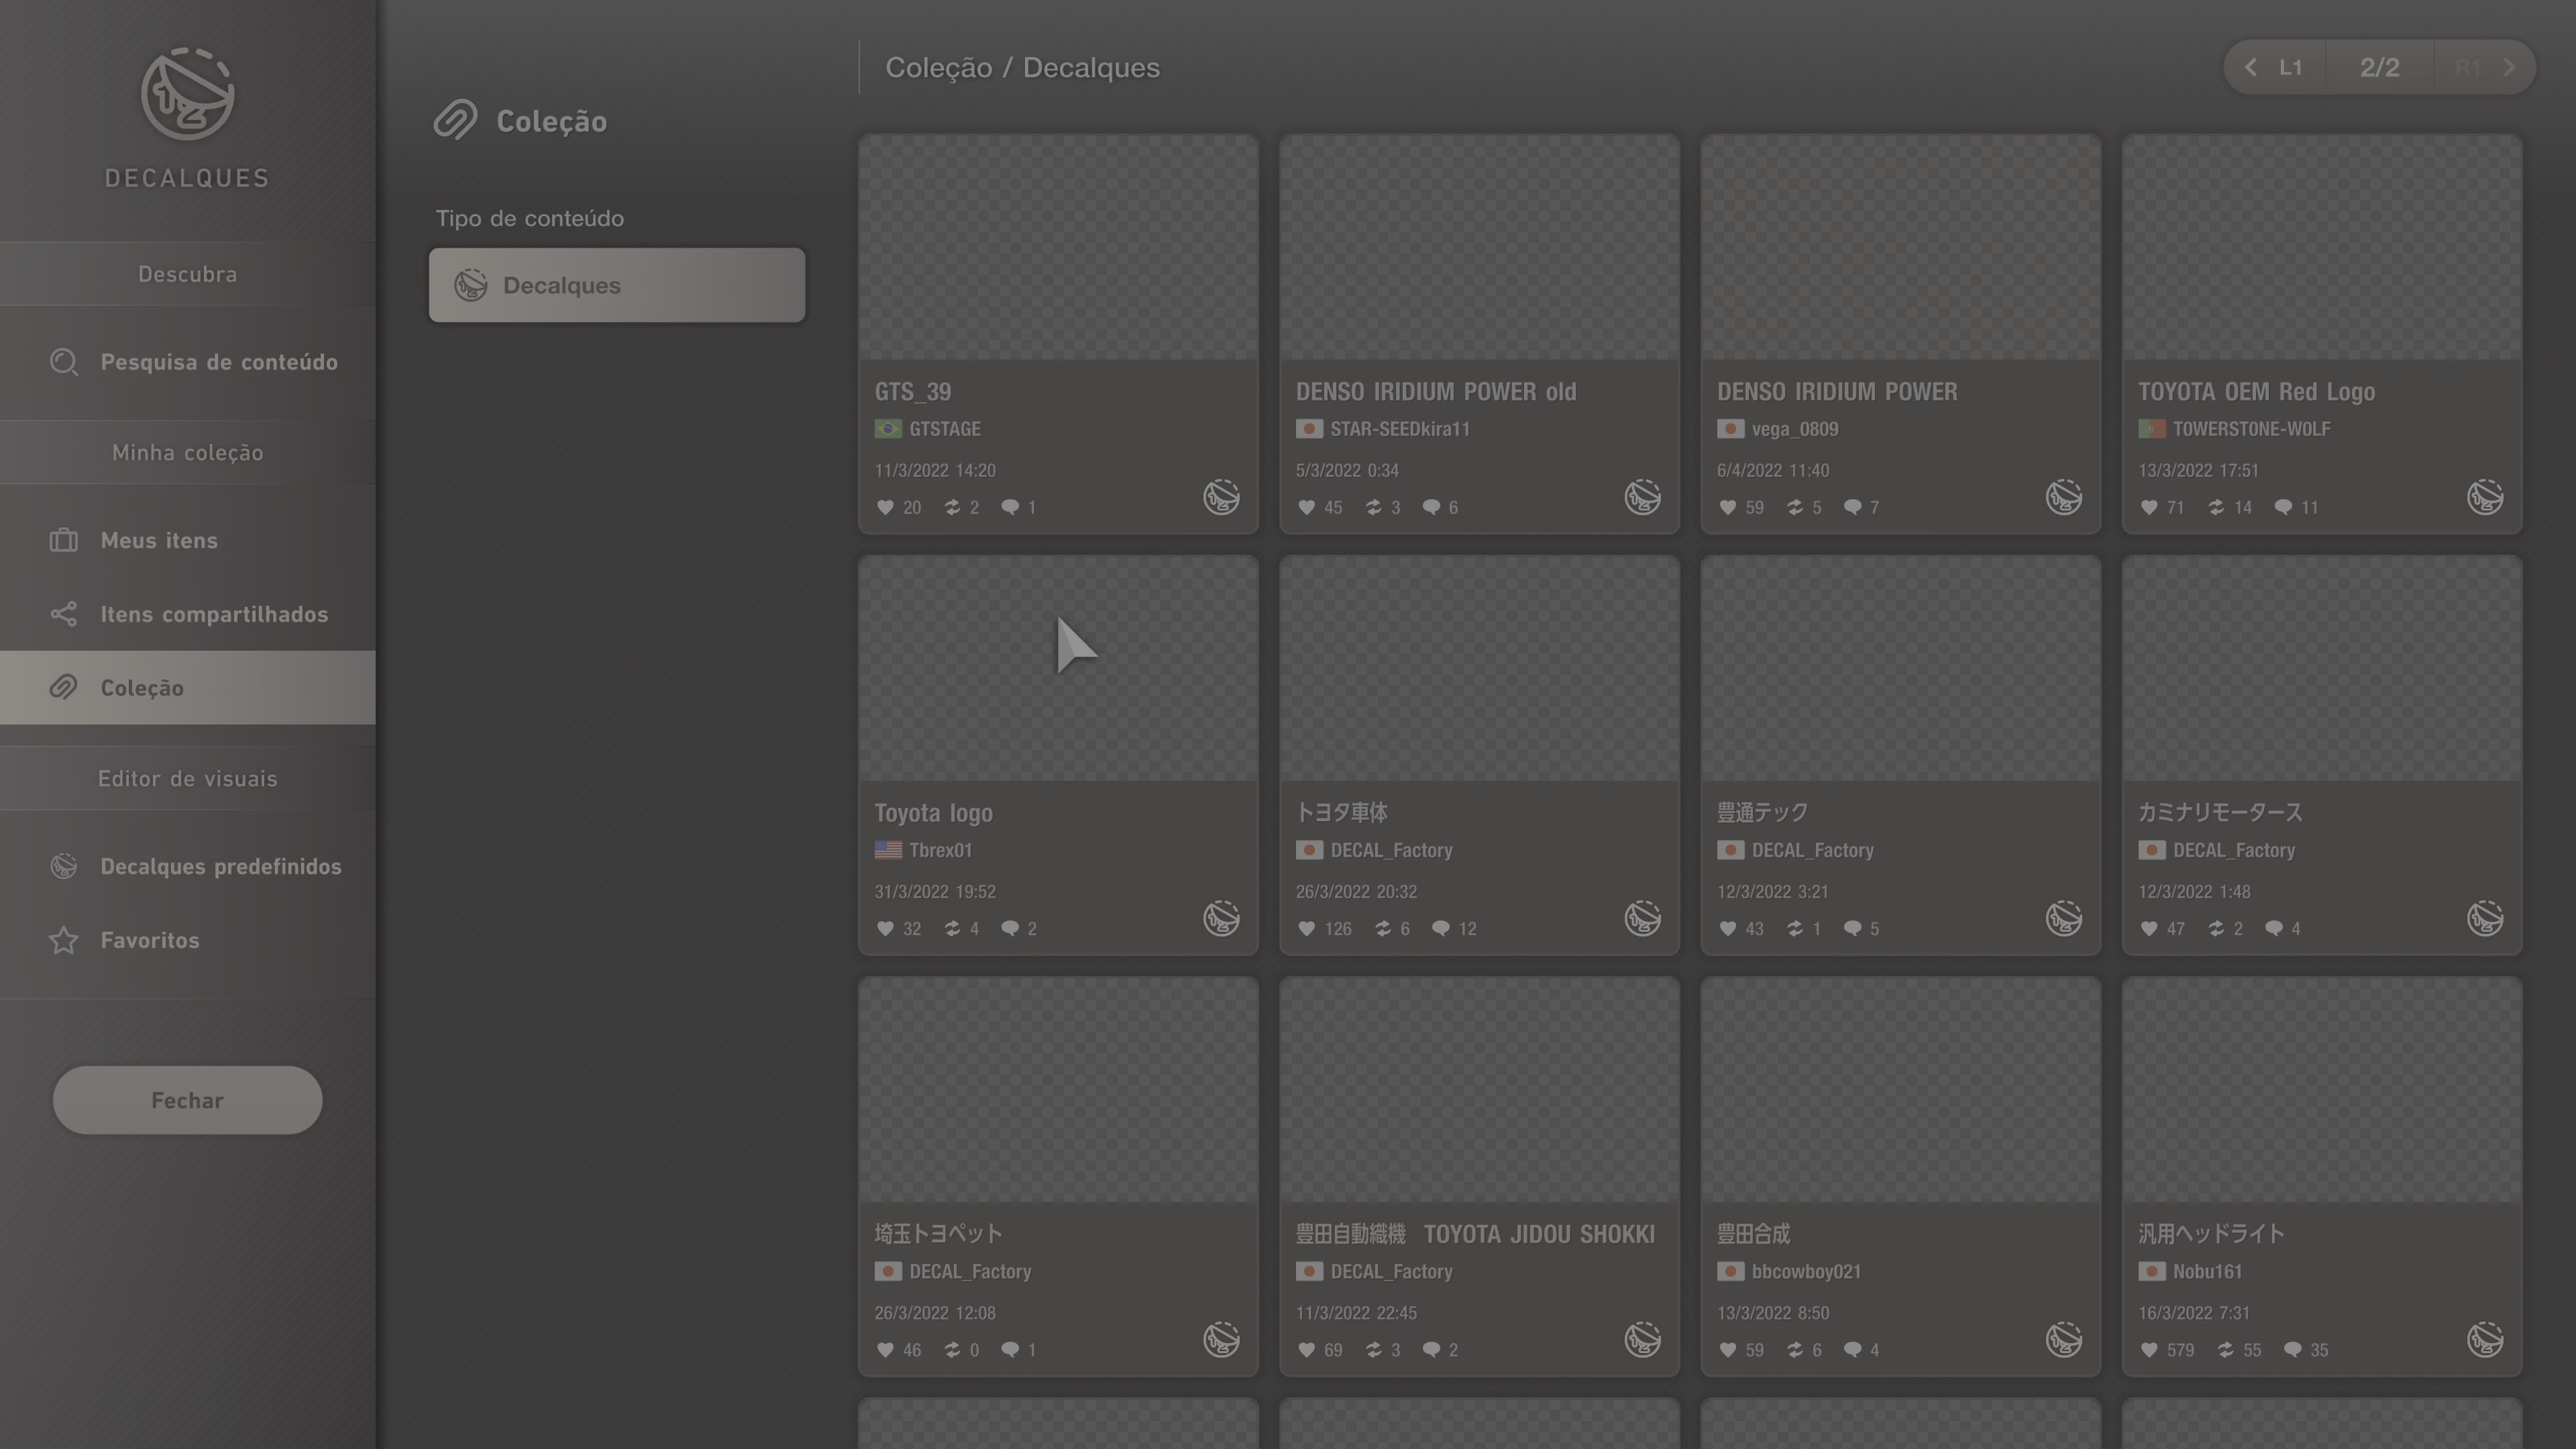 DECALQUES
Descubra
Pesquisa de conteúdo
Minha coleção
Meus itens
Itens compartilhados
Coleção
Editor de visuais
Decalques predefinidos
Favoritos
Fechar
Coleção
Tipo de conteúdo
Decalques
Coleção / Decalques
L1 2/2 R1
GTS_39
GTSTAGE
11/3/2022 14:20
20 2 1
DENSO IRIDIUM POWER old
STAR-SEEDkira11
5/3/2022 0:34
45 3 6
DENSO IRIDIUM POWER
vega_0809
6/4/2022 11:40
59 5 7
TOYOTA OEM Red Logo
TOWERSTONE-WOLF
13/3/2022 17:51
71 14 11
Toyota logo
Tbrex01
31/3/2022 19:52
32 4 2
トヨタ車体
DECAL_Factory
26/3/2022 20:32
126 6 12
豊通テック
DECAL_Factory
12/3/2022 3:21
43 1 5
カミナリモータース
DECAL_Factory
12/3/2022 1:48
47 2 4
埼玉トヨペット
DECAL_Factory
26/3/2022 12:08
46 0 1
豊田自動織機 TOYOTA JIDOU SHOKKI
DECAL_Factory
11/3/2022 22:45
69 3 2
豊田合成
bbcowboy021
13/3/2022 8:50
59 6 4
汎用ヘッドライト
Nobu161
16/3/2022 7:31
579 55 35